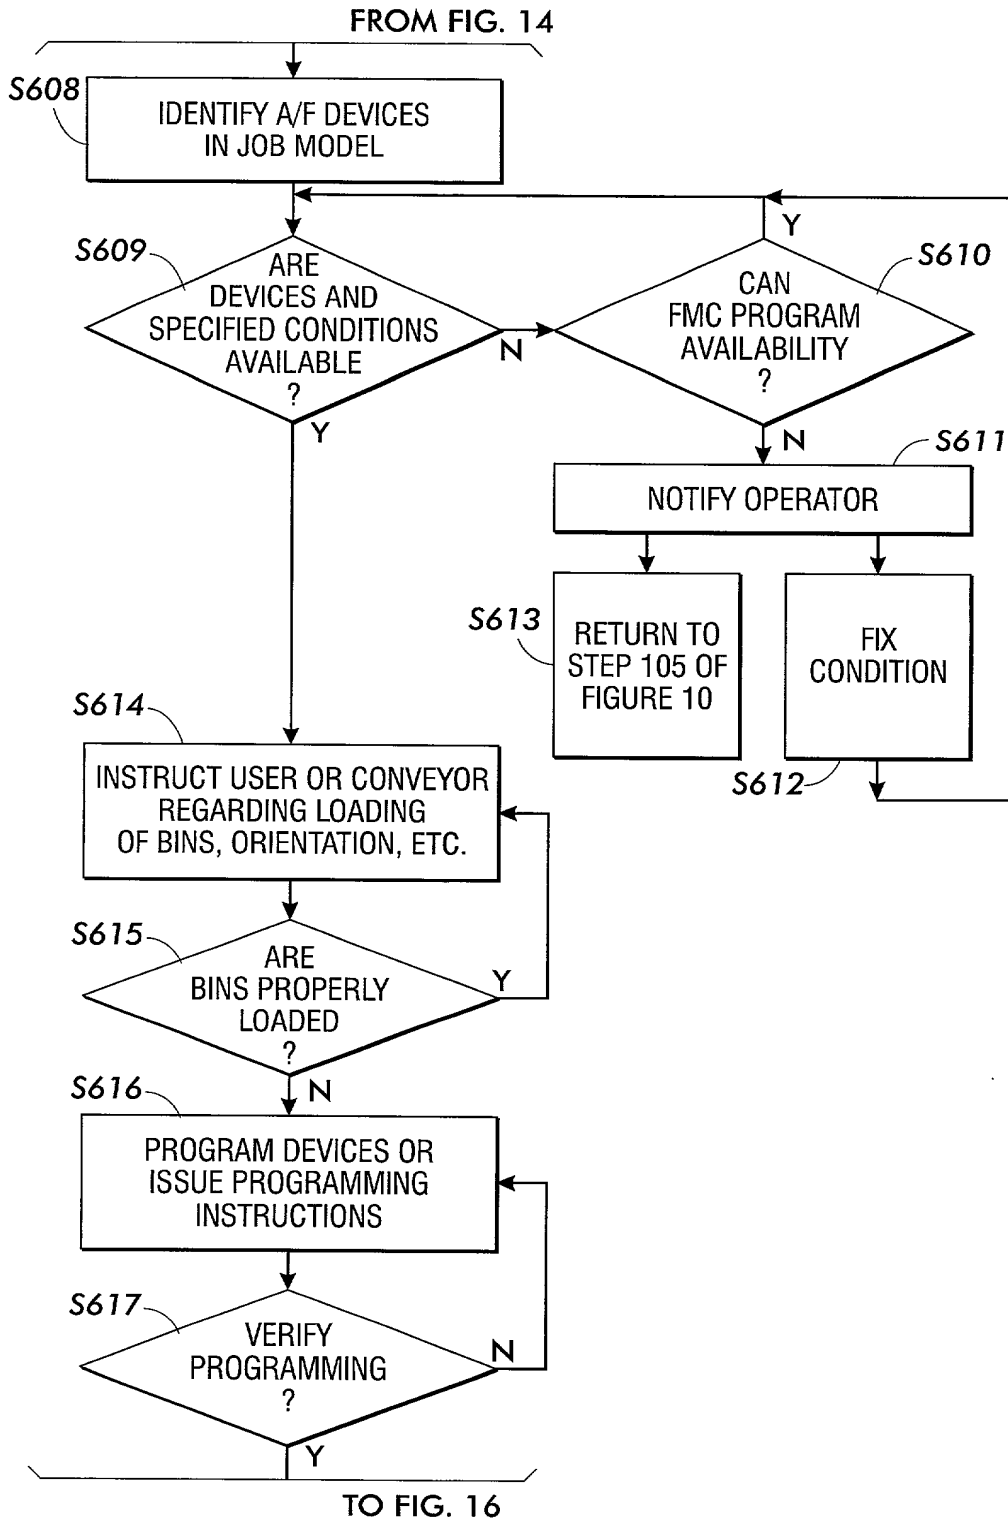 FROM FIG. 14
S608
IDENTIFY A/F DEVICES
IN JOB MODEL
S609
ARE
DEVICES AND
SPECIFIED CONDITIONS
AVAILABLE
?
N
Y
S610
CAN
FMC PROGRAM
AVAILABILITY
?
Y
N
S611
NOTIFY OPERATOR
S613
RETURN TO
STEP 105 OF
FIGURE 10
FIX
CONDITION
S612
S614
INSTRUCT USER OR CONVEYOR
REGARDING LOADING
OF BINS, ORIENTATION, ETC.
S615
ARE
BINS PROPERLY
LOADED
?
Y
N
S616
PROGRAM DEVICES OR
ISSUE PROGRAMMING
INSTRUCTIONS
S617
VERIFY
PROGRAMMING
?
N
Y
TO FIG. 16